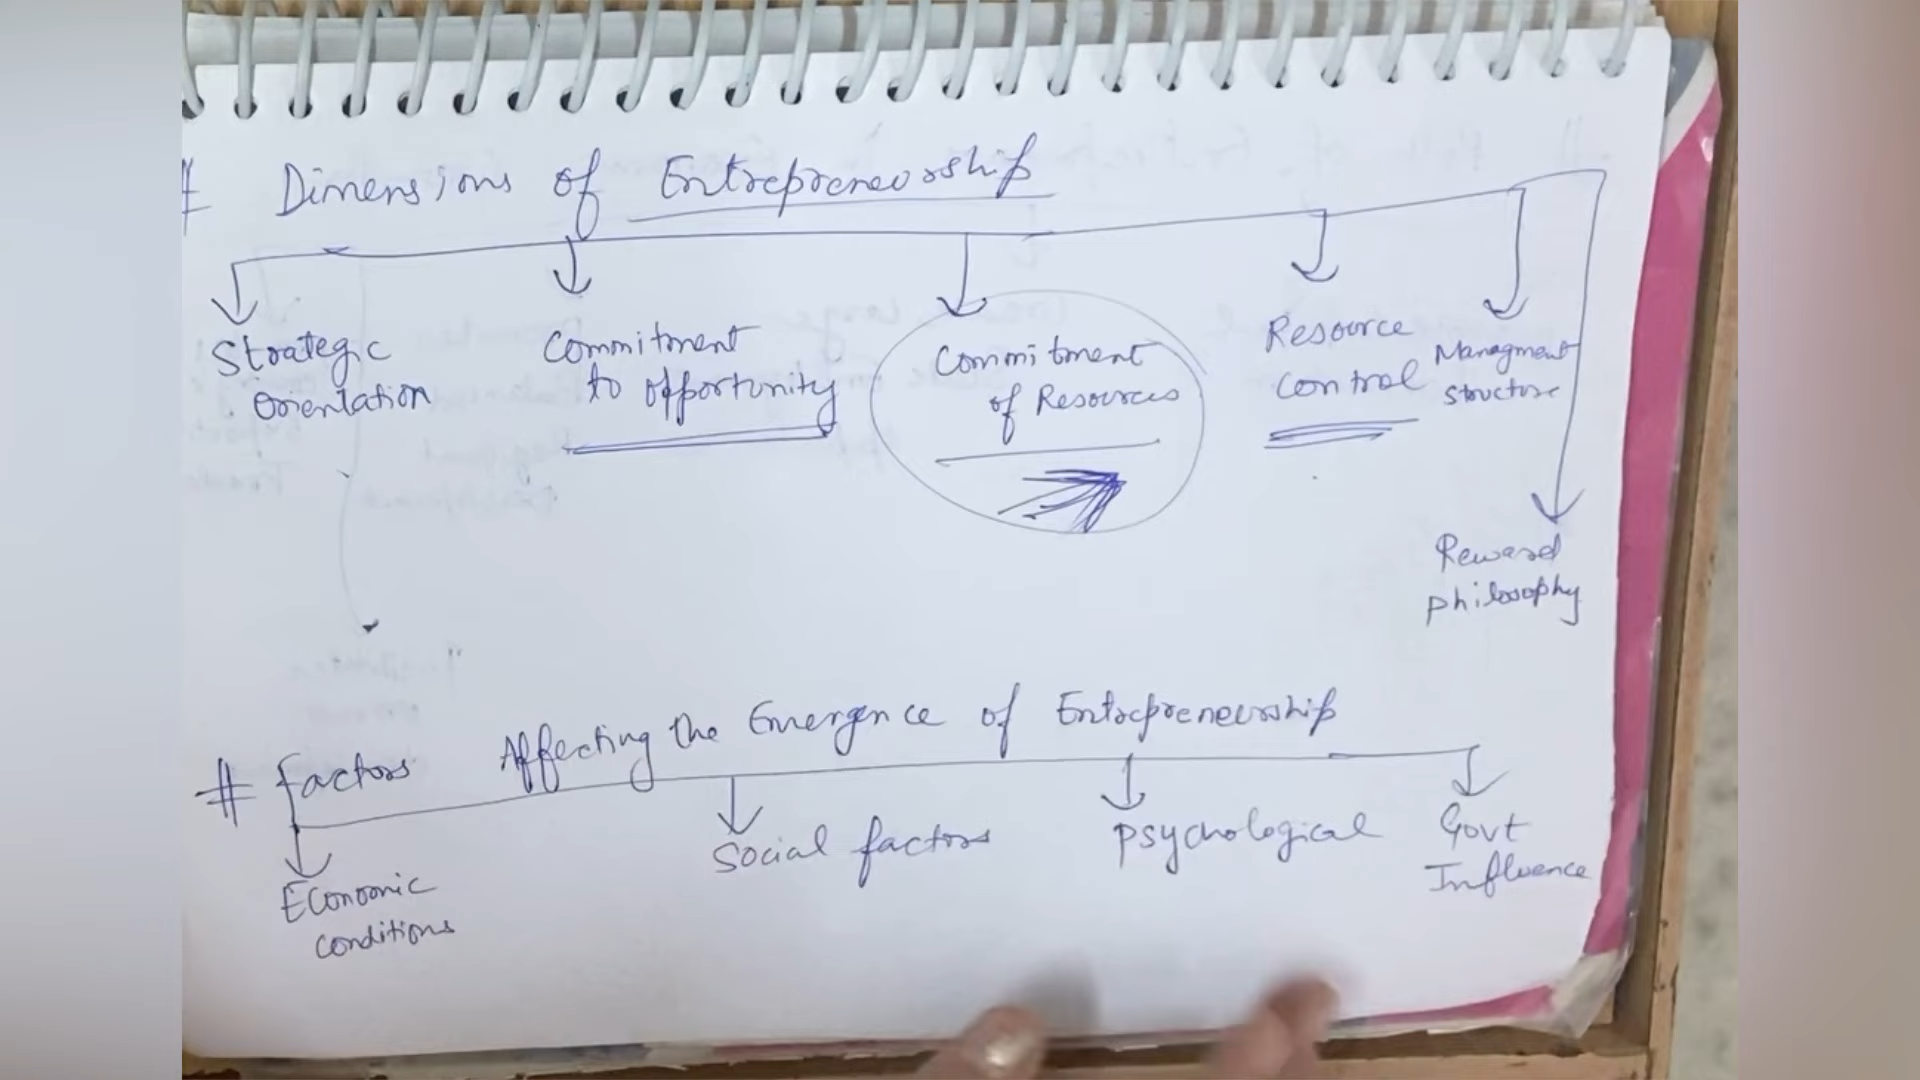 # Dimensions of Entrepreneurship
Strategic
Orientation
Commitment
to opportunity
Commitment
of Resources
Resource
control
Managment
structure
Reward
philosophy
# factors Affecting the Emergence of Entrepreneurship
Economic
conditions
Social factors
Psychological
Govt
Influence